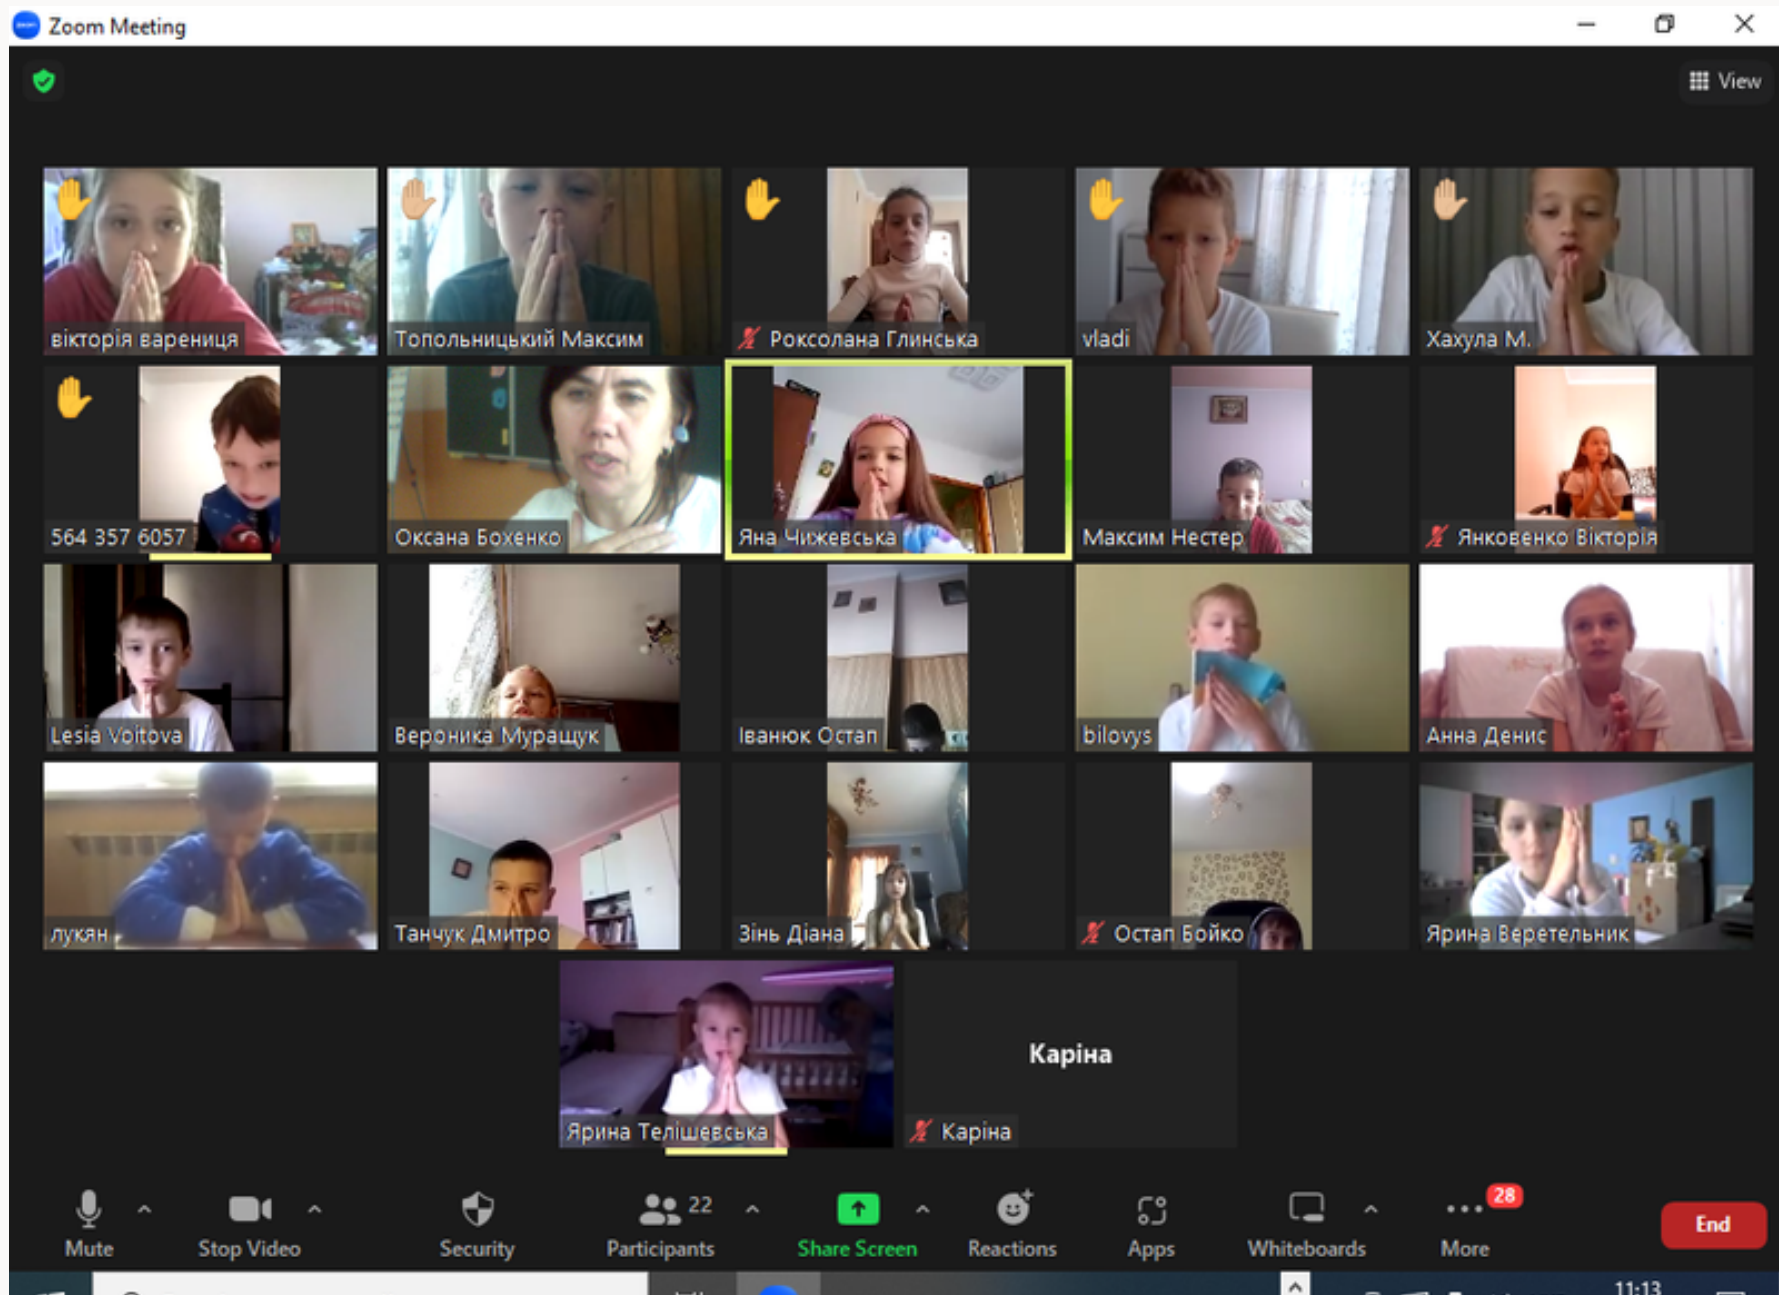 Zoom Meeting
View
вікторія варениця
Топольницький Максим
Роксолана Глинська
vladi
Хахула М.
564 357 6057
Оксана Бохенко
Яна Чижевська
Максим Нестер
Янковенко Вікторія
Lesia Voitova
Вероника Муращук
Іванюк Остап
bilovys
Анна Денис
лукян
Танчук Дмитро
Зінь Діана
Остап Бойко
Ярина Веретельник
Ярина Телішевська
Каріна
Каріна
22
28
Mute
Stop Video
Security
Participants
Share Screen
Reactions
Apps
Whiteboards
More
End
11:13